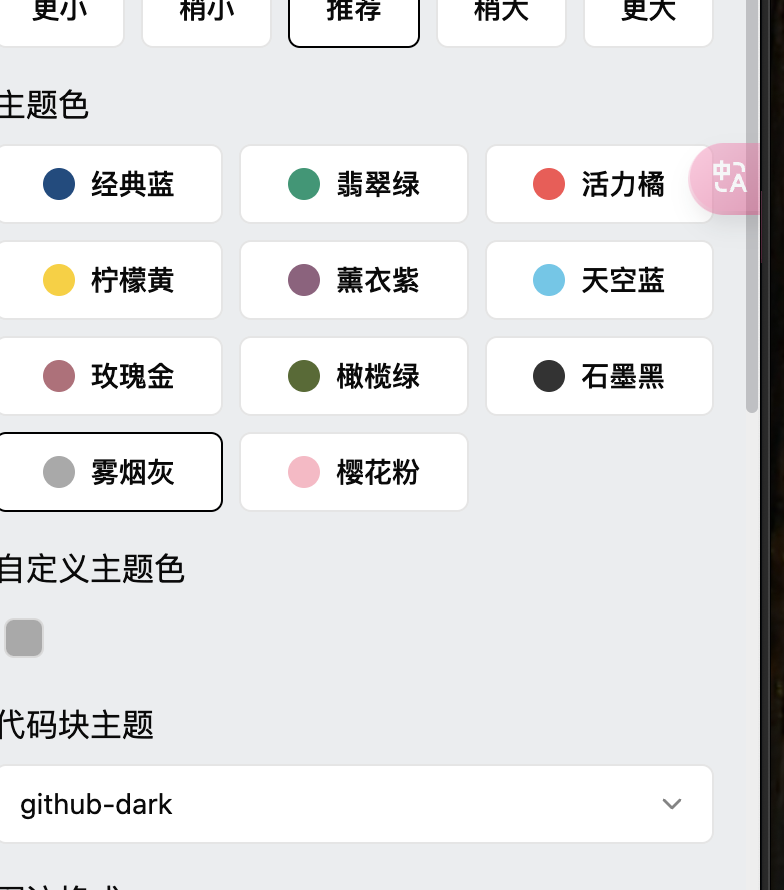 更小 稍小 推荐 稍大 更大
主题色
经典蓝 翡翠绿 活力橘
中A
柠檬黄 薰衣紫 天空蓝
玫瑰金 橄榄绿 石墨黑
雾烟灰 樱花粉
自定义主题色
代码块主题
github-dark